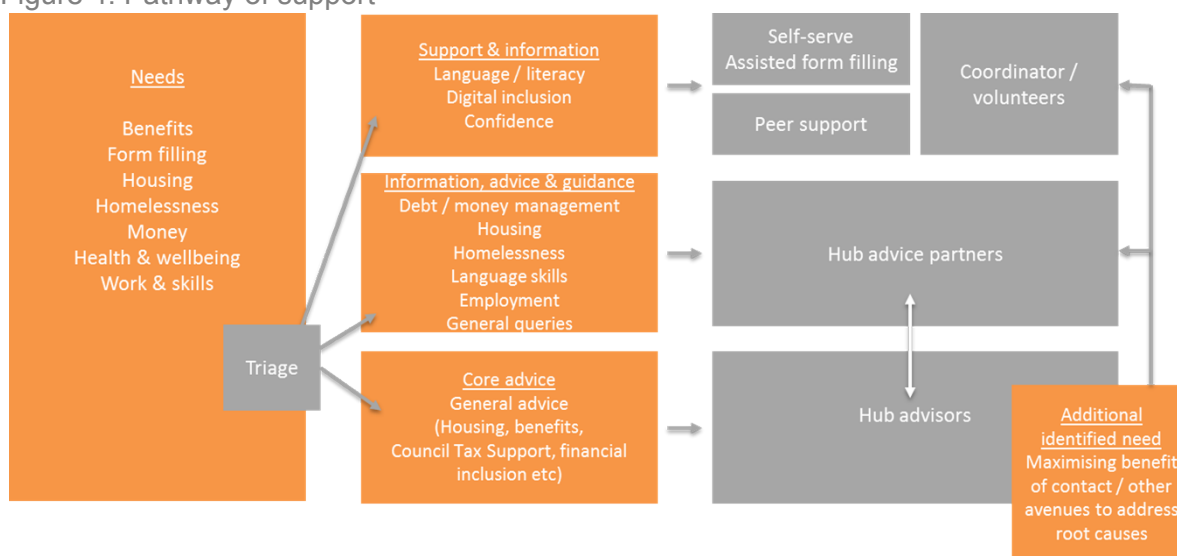 Figure 1: Pathway of support
Needs
Benefits
Form filling
Housing
Homelessness
Money
Health & wellbeing
Work & skills
Triage
Support & information
Language / literacy
Digital inclusion
Confidence
Information, advice & guidance
Debt / money management
Housing
Homelessness
Language skills
Employment
General queries
Core advice
General advice
(Housing, benefits,
Council Tax Support, financial
inclusion etc)
Self-serve
Assisted form filling
Peer support
Coordinator /
volunteers
Hub advice partners
Hub advisors
Additional
identified need
Maximising benefit
of contact / other
avenues to address
root causes